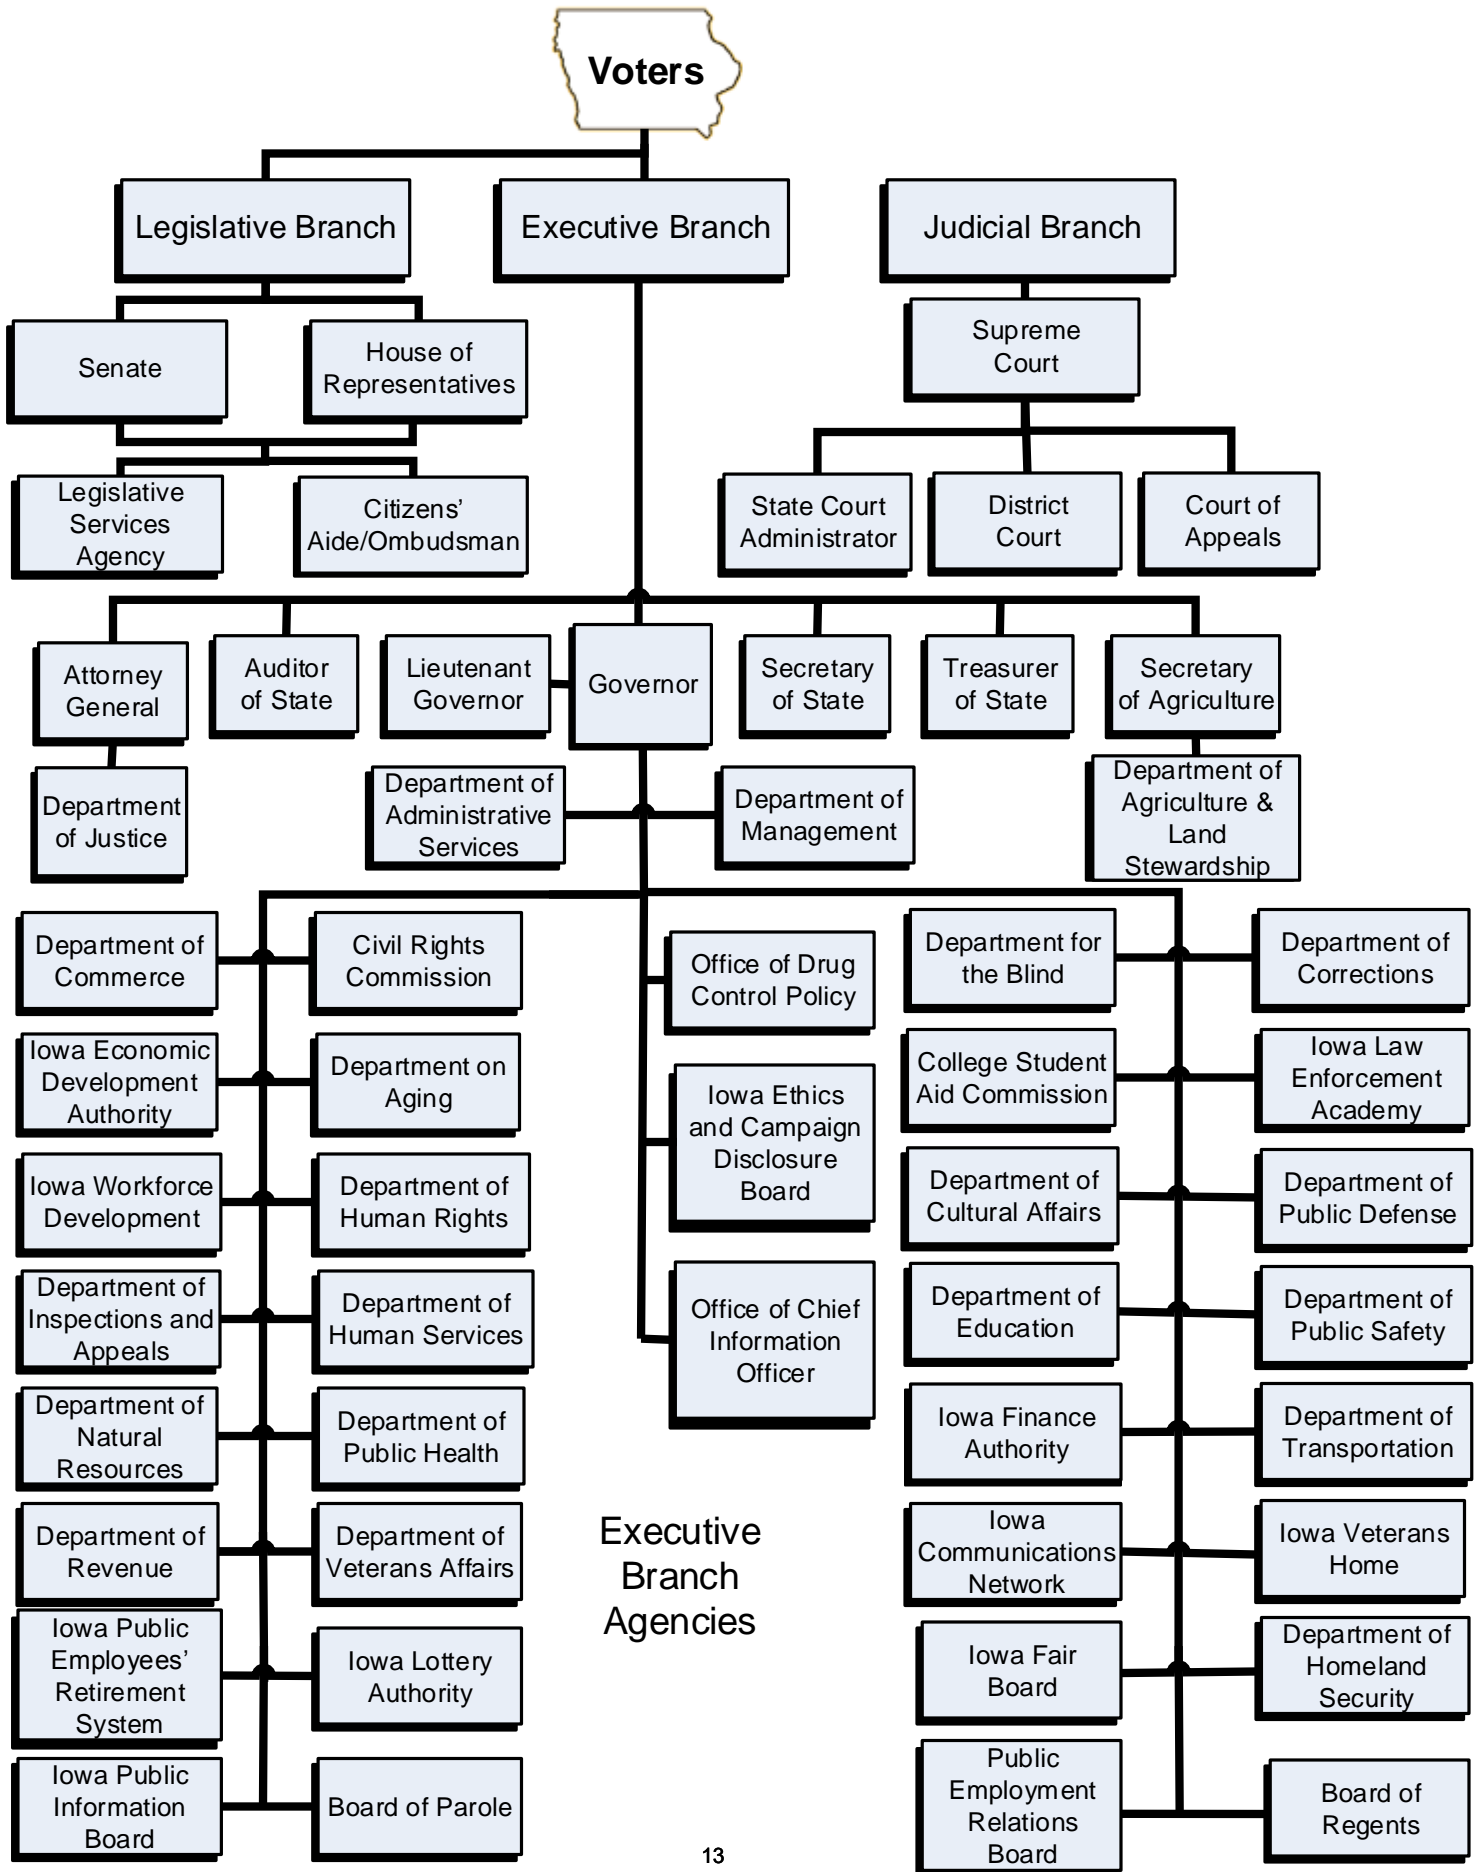 Voters
Legislative Branch
Executive Branch
Judicial Branch
Senate
House of
Representatives
Supreme
Court
Legislative
Services
Agency
Citizens’
Aide/Ombudsman
State Court
Administrator
District
Court
Court of
Appeals
Attorney
General
Auditor
of State
Lieutenant
Governor
Governor
Secretary
of State
Treasurer
of State
Secretary
of Agriculture
Department
of Justice
Department of
Administrative
Services
Department of
Management
Department of
Agriculture &
Land
Stewardship
Department of
Commerce
Civil Rights
Commission
Office of Drug
Control Policy
Department for
the Blind
Department of
Corrections
Iowa Economic
Development
Authority
Department on
Aging
Iowa Ethics
and Campaign
Disclosure
Board
College Student
Aid Commission
Iowa Law
Enforcement
Academy
Iowa Workforce
Development
Department of
Human Rights
Department of
Cultural Affairs
Department of
Public Defense
Department of
Inspections and
Appeals
Department of
Human Services
Office of Chief
Information
Officer
Department of
Education
Department of
Public Safety
Department of
Natural
Resources
Department of
Public Health
Iowa Finance
Authority
Department of
Transportation
Department of
Revenue
Department of
Veterans Affairs
Executive
Branch
Agencies
Iowa
Communications
Network
Iowa Veterans
Home
Iowa Public
Employees’
Retirement
System
Iowa Lottery
Authority
Iowa Fair
Board
Department of
Homeland
Security
Iowa Public
Information
Board
Board of Parole
Public
Employment
Relations
Board
Board of
Regents
13